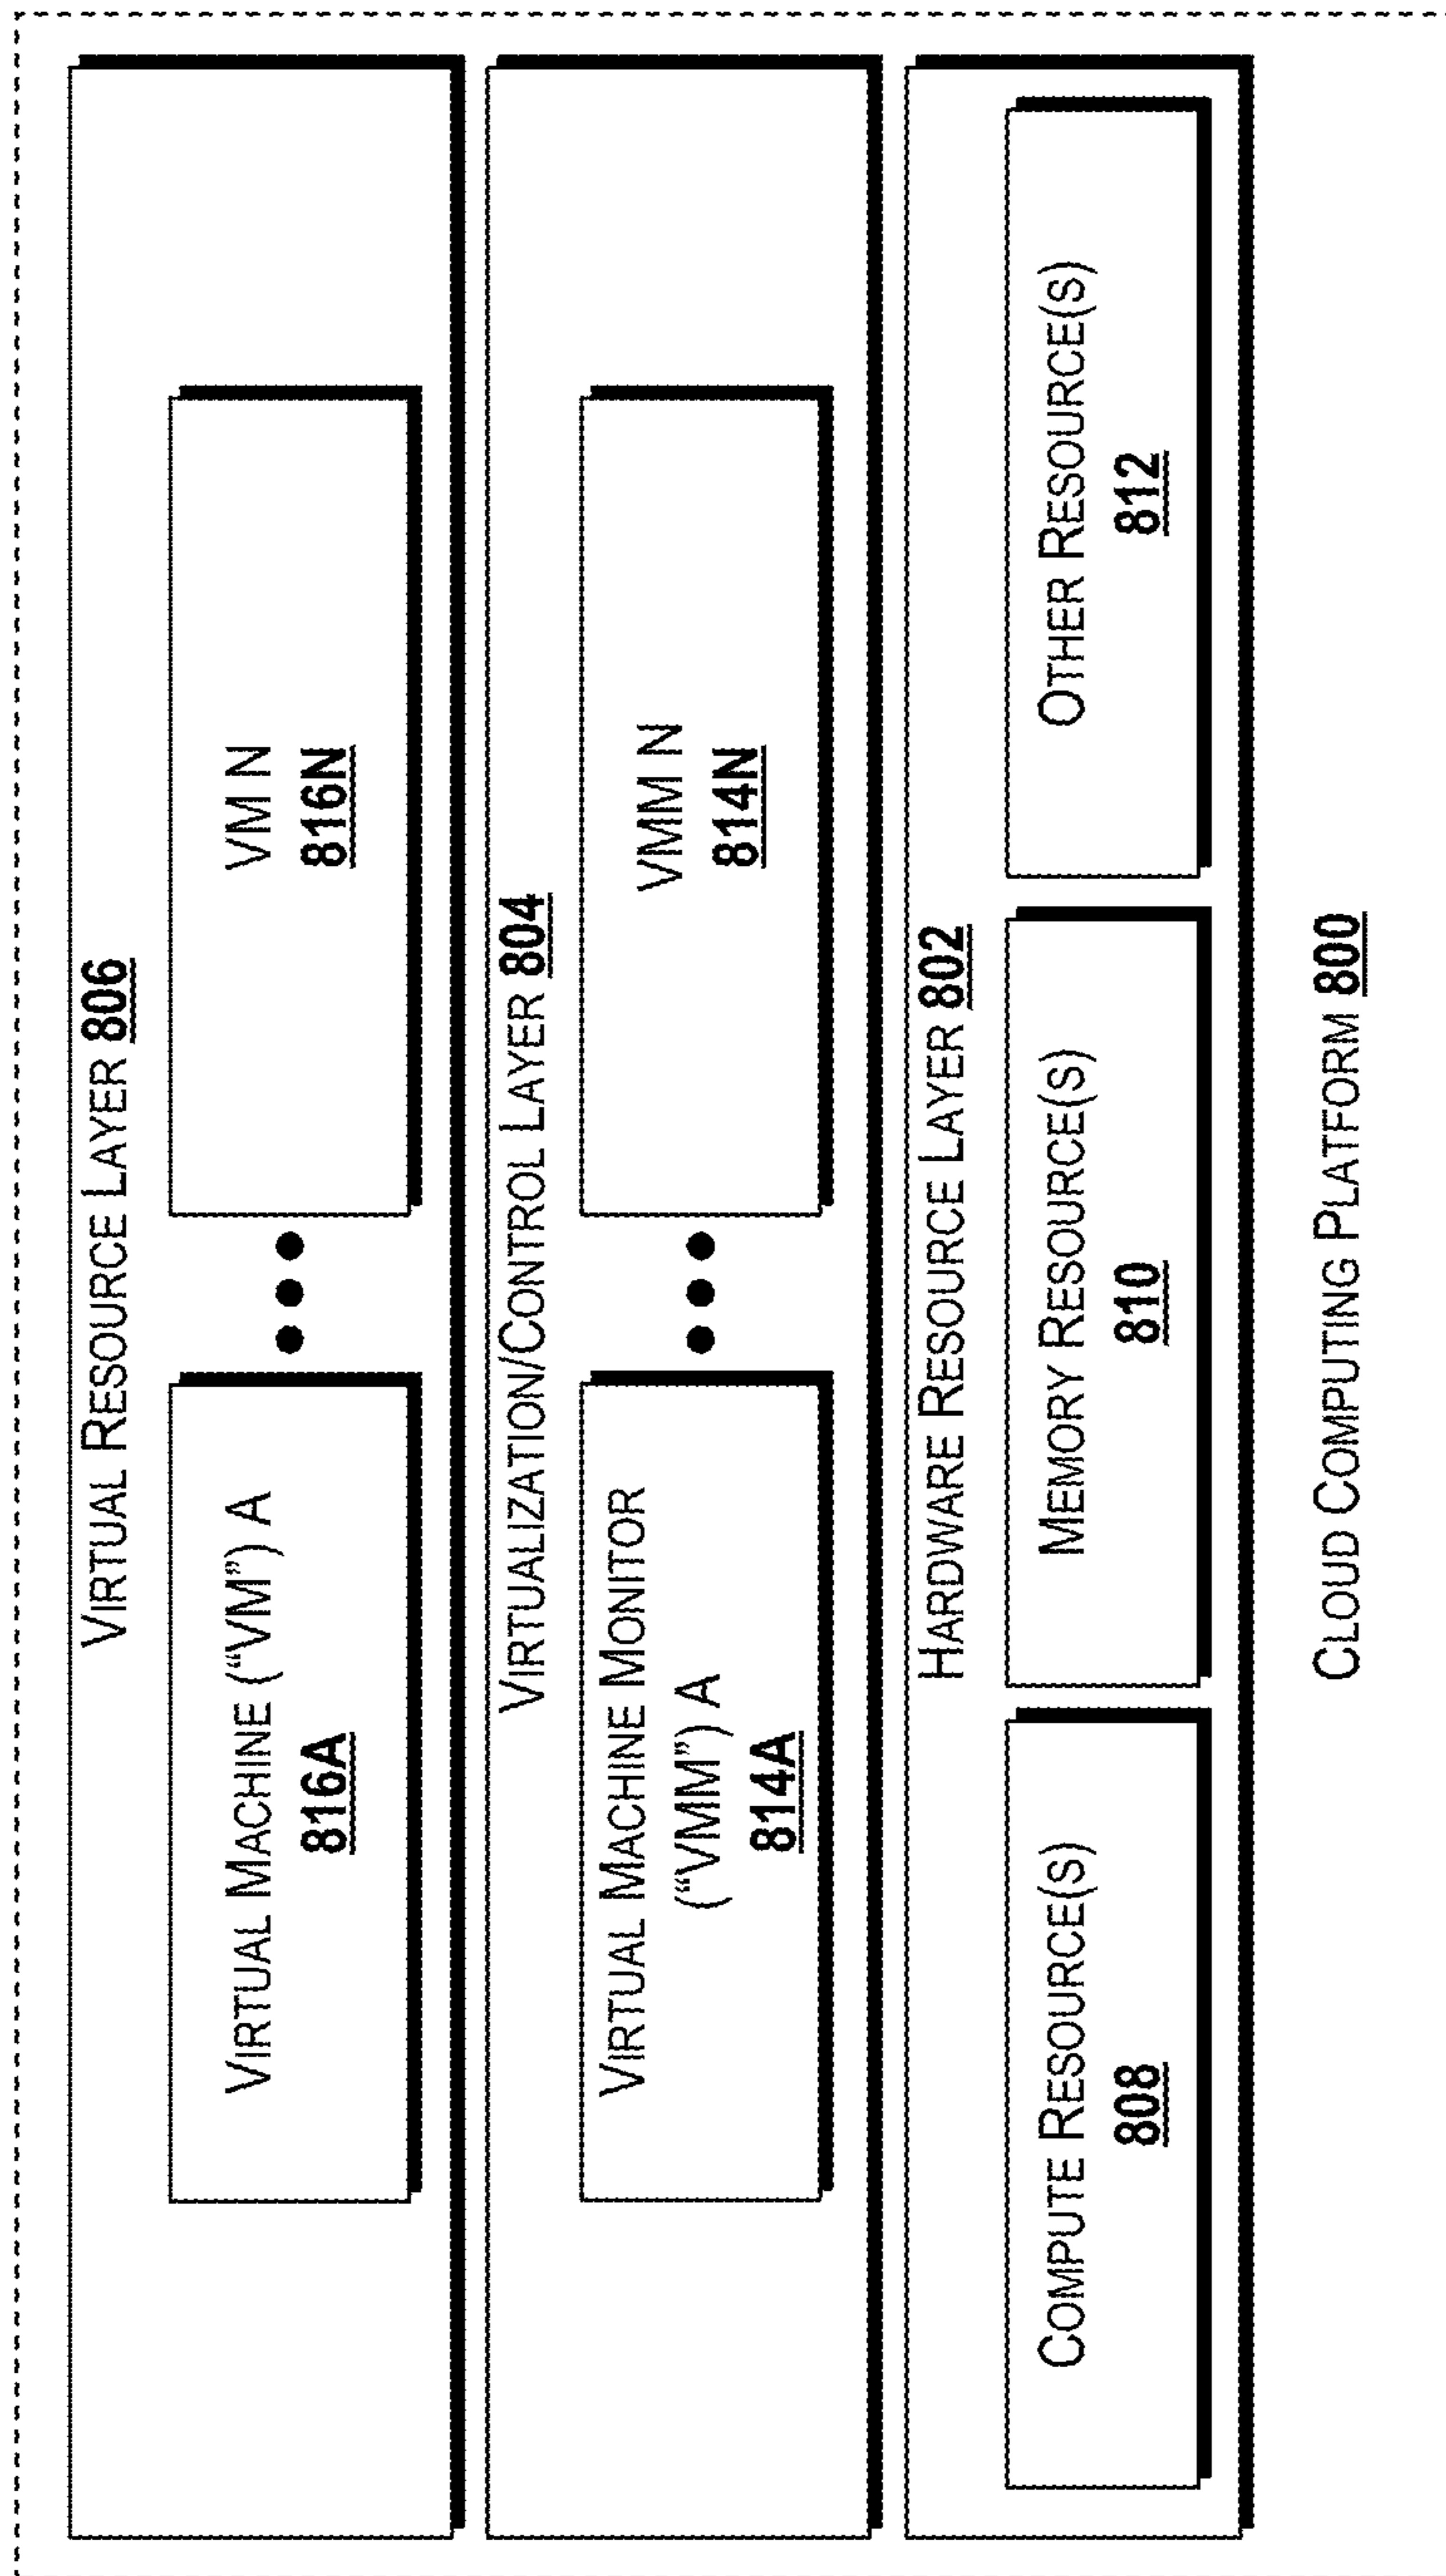 VIRTUAL RESOURCE LAYER 806
VIRTUAL MACHINE (“VM”) A
816A
VM N
816N
VIRTUALIZATION/CONTROL LAYER 804
VIRTUAL MACHINE MONITOR
(“VMM”) A
814A
VMM N
814N
HARDWARE RESOURCE LAYER 802
COMPUTE RESOURCE(S)
808
MEMORY RESOURCE(S)
810
OTHER RESOURCE(S)
812
CLOUD COMPUTING PLATFORM 800